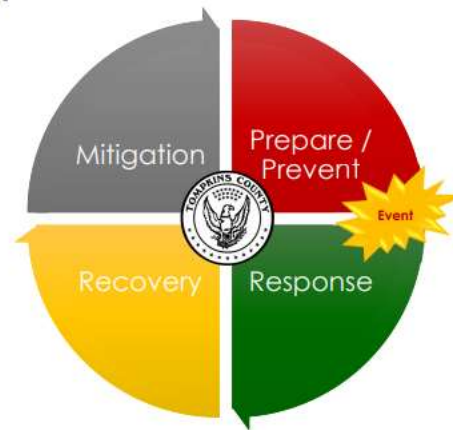 Mitigation
Prepare /
Prevent
Event
TOMPKINS COUNTY
Recovery
Response